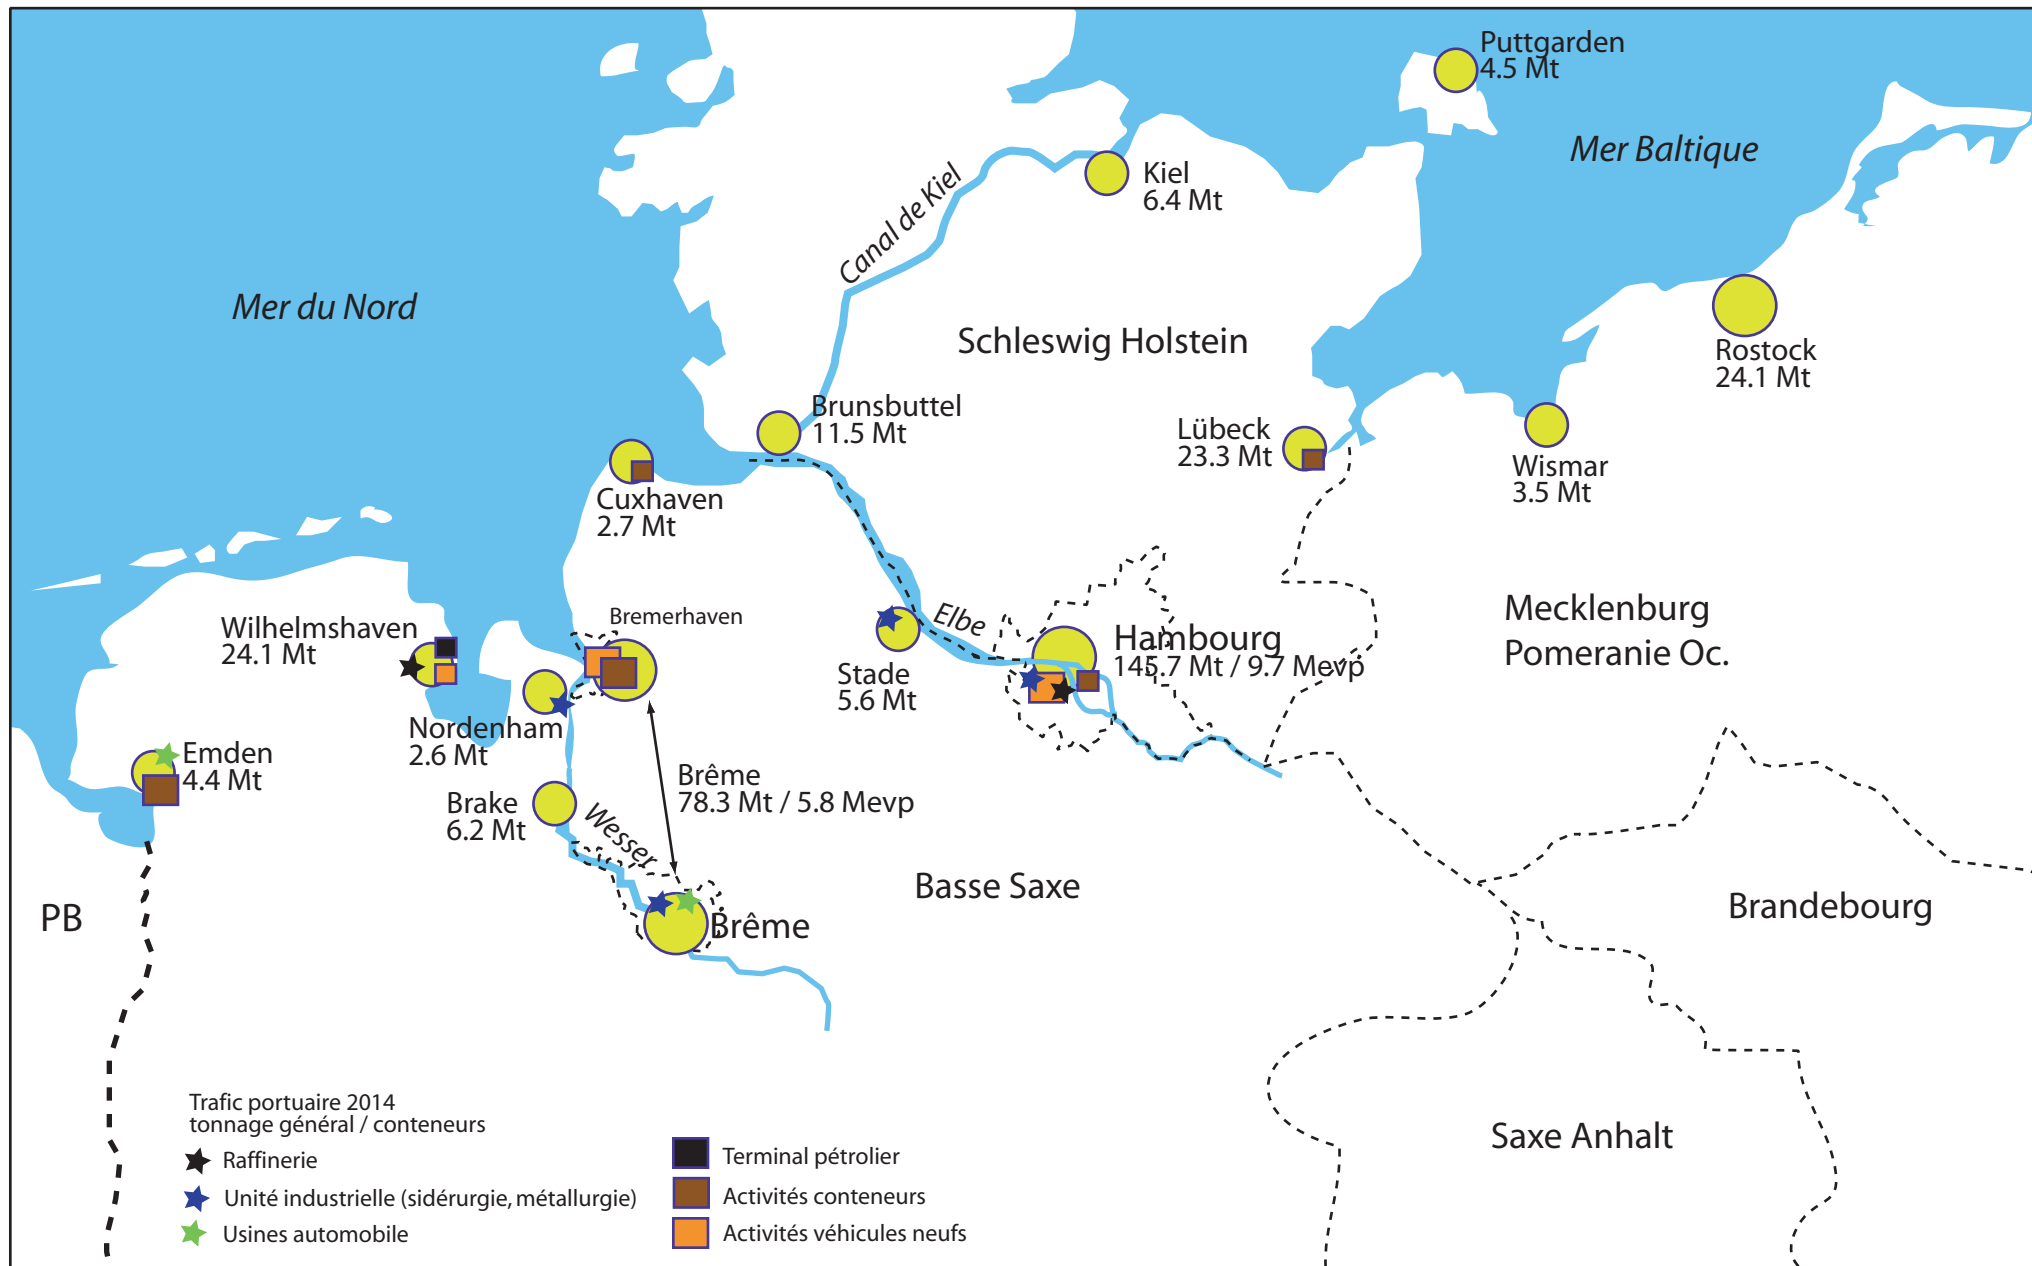 Puttgarden
4.5 Mt
Mer Baltique
Kiel
6.4 Mt
Canal de Kiel
Mer du Nord
Schleswig Holstein
Rostock
24.1 Mt
Brunsbuttel
11.5 Mt
Lübeck
23.3 Mt
Wismar
3.5 Mt
Cuxhaven
2.7 Mt
Wilhelmshaven
24.1 Mt
Bremerhaven
Elbe
Hambourg
145.7 Mt / 9.7 Mevp
Mecklenburg
Pomeranie Oc.
Stade
5.6 Mt
Nordenham
2.6 Mt
Emden
4.4 Mt
Brême
78.3 Mt / 5.8 Mevp
Brake
6.2 Mt
Wesser
Basse Saxe
Brandebourg
PB
Brême
Saxe Anhalt
Trafic portuaire 2014
tonnage général / conteneurs
Raffinerie
Unité industrielle (sidérurgie, métallurgie)
Usines automobile
Terminal pétrolier
Activités conteneurs
Activités véhicules neufs